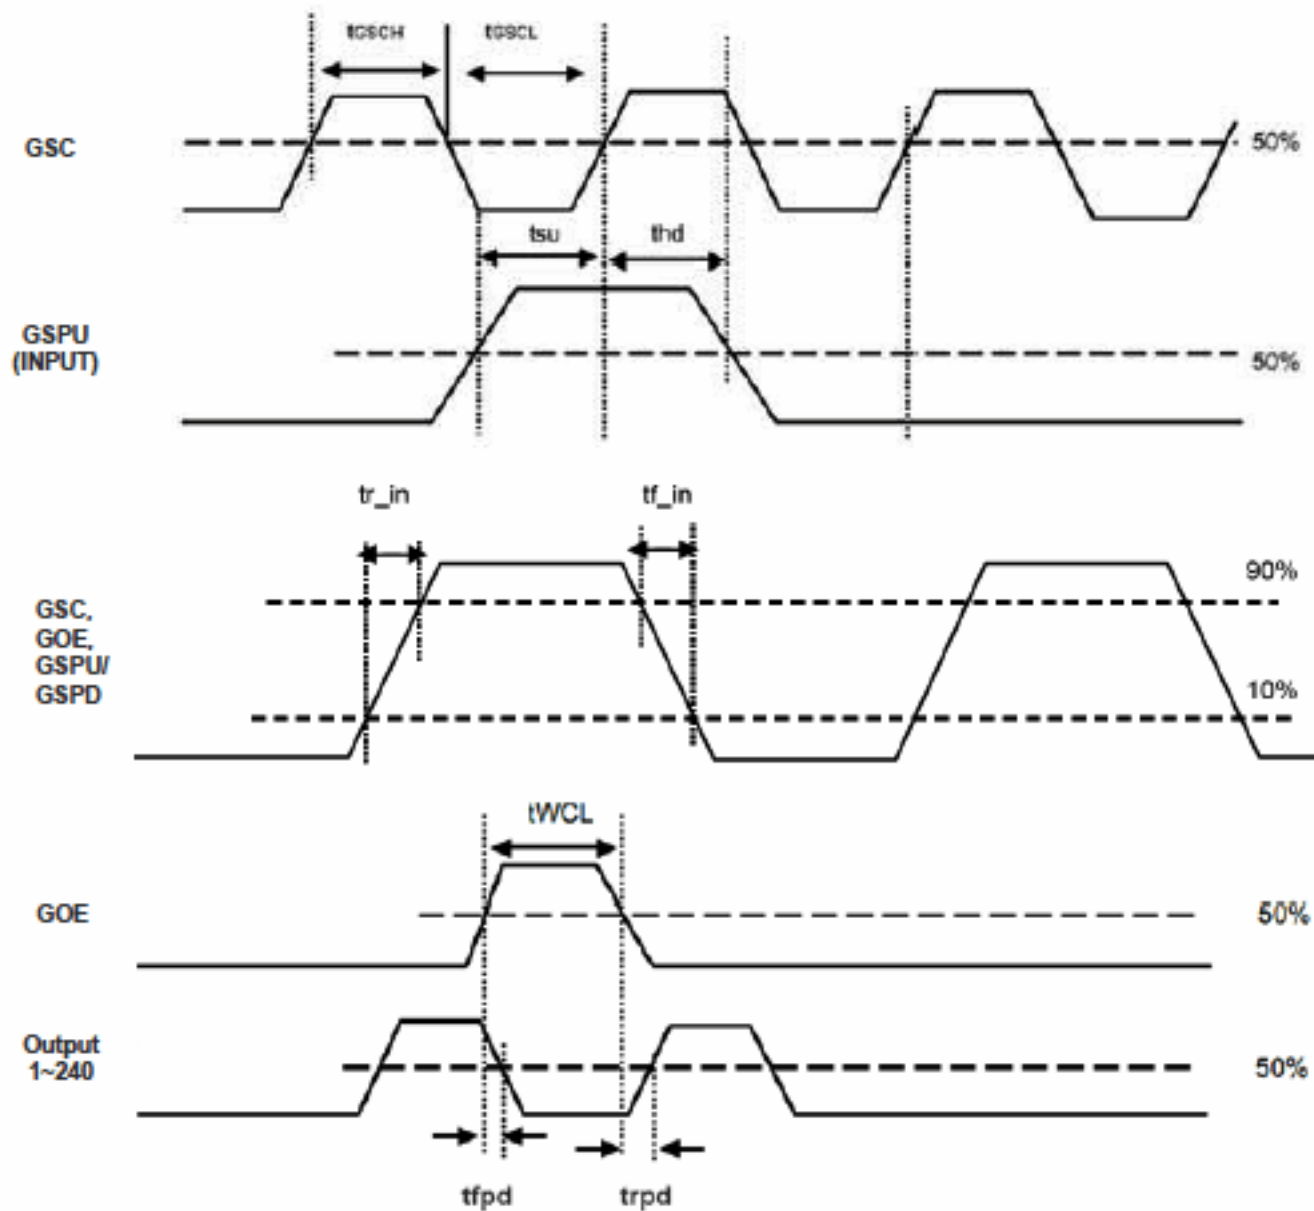 tGSCH tGSCL
GSC 50%
tsu thd
GSPU
(INPUT) 50%
tr_in tf_in
90%
GSC,
GOE,
GSPU/
GSPD
10%
tWCL
GOE 50%
Output
1~240 50%
tfpd trpd